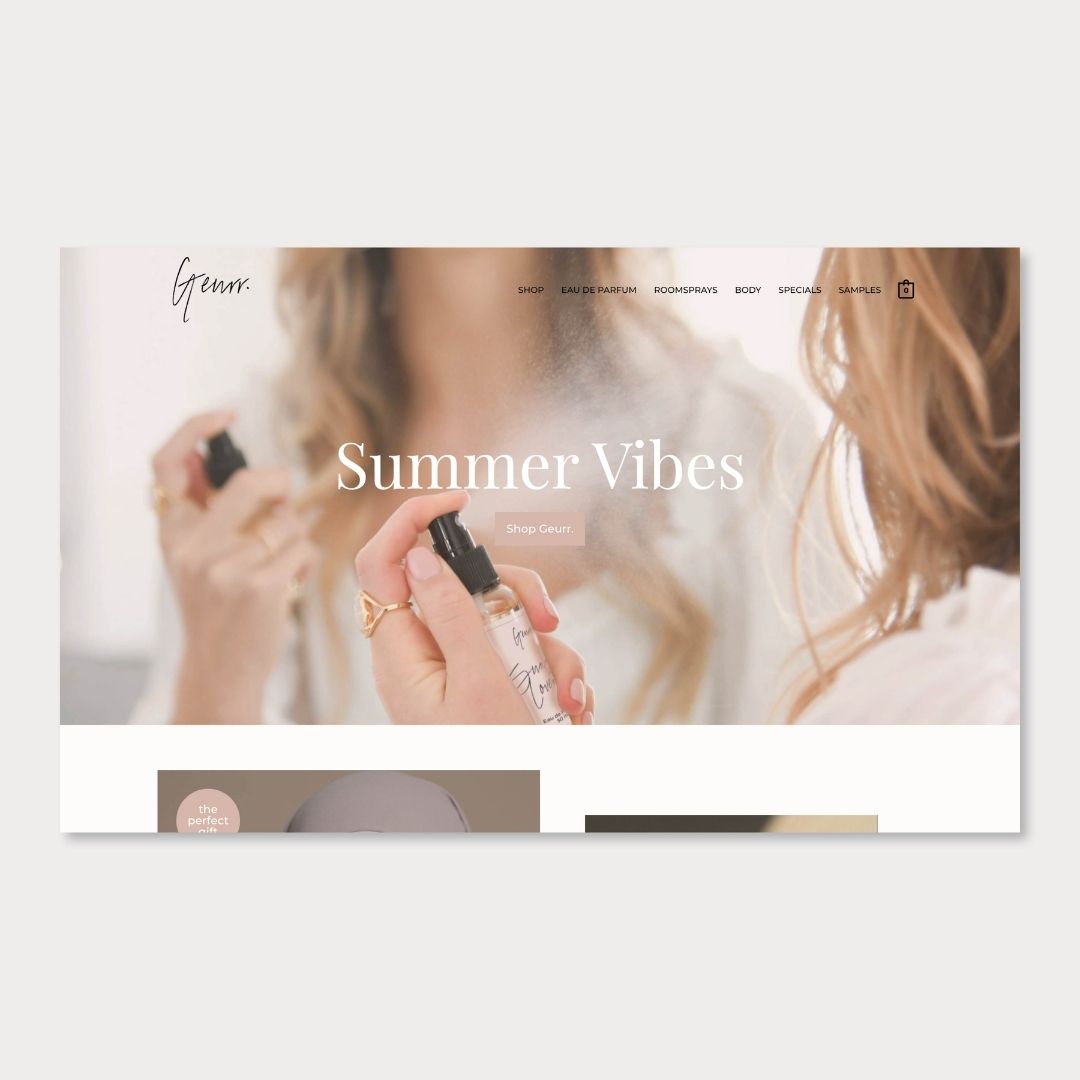 Geurr.
SHOP EAU DE PARFUM ROOMSPRAYS BODY SPECIALS SAMPLES 0
Summer Vibes
Shop Geurr.
the
perfect
gift